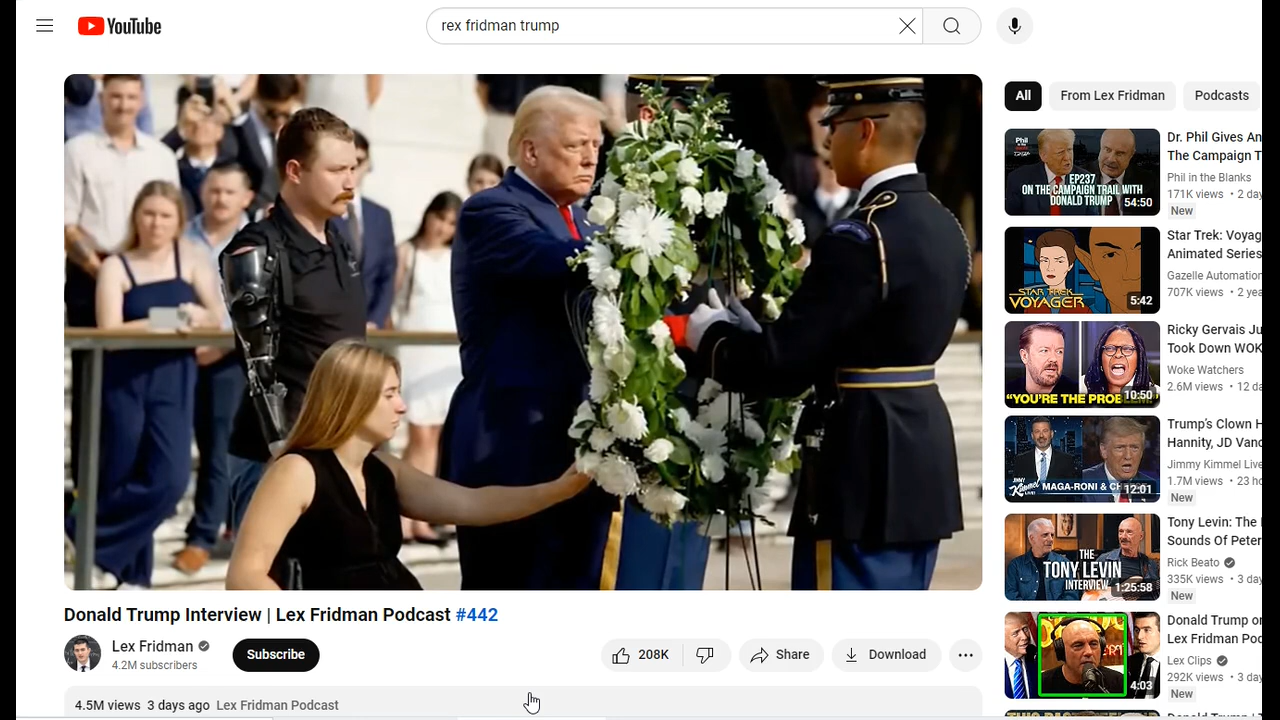 YouTube
rex fridman trump
All
From Lex Fridman
Podcasts
Donald Trump Interview | Lex Fridman Podcast #442
Lex Fridman
4.2M subscribers
Subscribe
208K
Share
Download
4.5M views 3 days ago Lex Fridman Podcast
EP237
ON THE CAMPAIGN TRAIL WITH
DONALD TRUMP
54:50
Dr. Phil Gives An
The Campaign T
Phil in the Blanks
171K views • 2 day
New
STAR TREK
VOYAGER
5:42
Star Trek: Voyag
Animated Series
Gazelle Automation
707K views • 2 yea
"YOU'RE THE PROBLEM"
10:50
Ricky Gervais Ju
Took Down WOK
Woke Watchers
2.6M views • 12 da
MAGA-RONI & CH
12:01
Trump's Clown H
Hannity, JD Vanc
Jimmy Kimmel Live
1.7M views • 23 ho
New
THE
TONY LEVIN
INTERVIEW
1:25:58
Tony Levin: The
Sounds Of Peter
Rick Beato
335K views • 3 day
New
4:03
Donald Trump on
Lex Fridman Pod
Lex Clips
292K views • 3 day
New